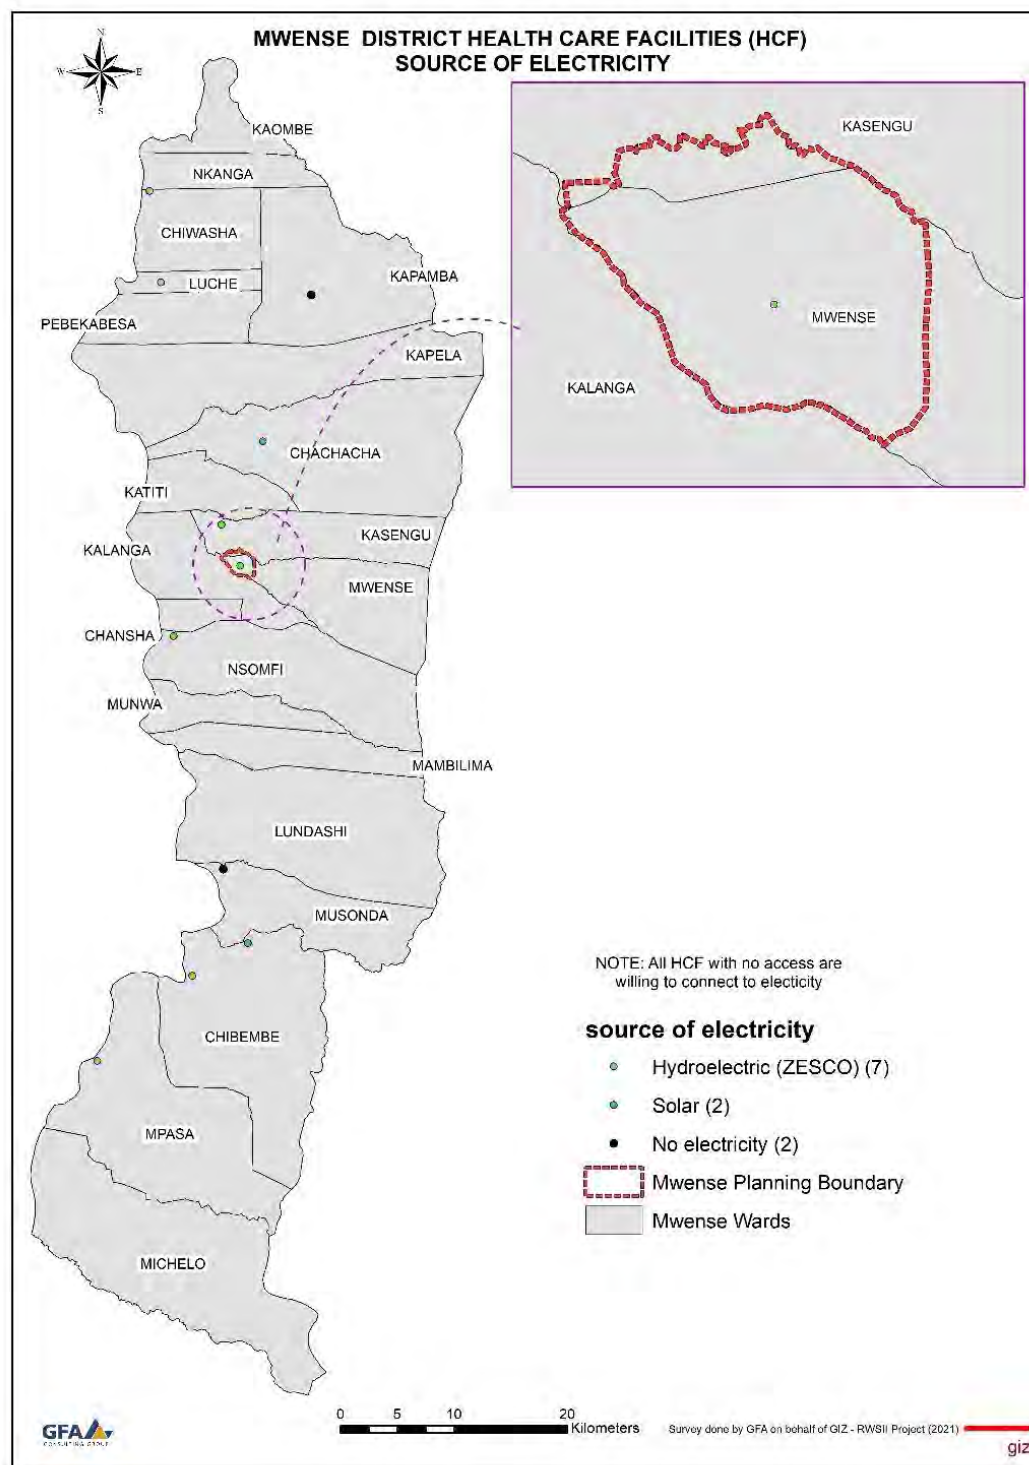 MWENSE DISTRICT HEALTH CARE FACILITIES (HCF)
SOURCE OF ELECTRICITY
N
W
E
S
KAOMBE
NKANGA
CHIWASHA
LUCHE
KAPAMBA
PEBEKABESA
KAPELA
CHACHACHA
KATITI
KASENGU
KALANGA
MWENSE
CHANSHA
NSOMFI
MUNWA
MAMBILIMA
LUNDASHI
MUSONDA
CHIBEMBE
MPASA
MICHELO
KASENGU
MWENSE
KALANGA
NOTE: All HCF with no access are
willing to connect to electicity
source of electricity
Hydroelectric (ZESCO) (7)
Solar (2)
No electricity (2)
Mwense Planning Boundary
Mwense Wards
GFA
CONSULTING GROUP
0 5 10 20
Kilometers
Survey done by GFA on behalf of GIZ - RWSII Project (2021)
giz